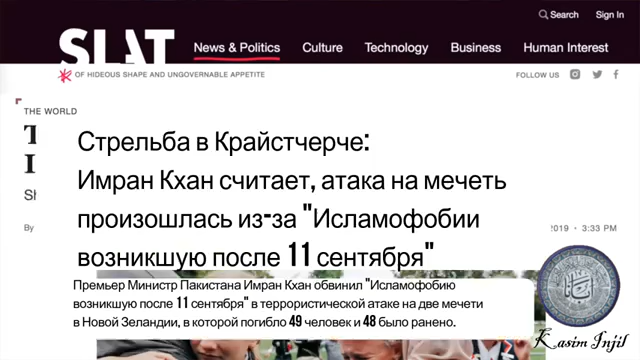 Search Sign In
SLAT
News & Politics Culture Technology Business Human Interest
OF HIDEOUS SHAPE AND UNGOVERNABLE APPETITE
FOLLOW US
THE WORLD
T
I
Sh
By
2019 • 3:33 PM
Стрельба в Крайстчерче:
Имран Кхан считает, атака на мечеть
произошлась из-за "Исламофобии
возникшую после 11 сентября"
Премьер Министр Пакистана Имран Кхан обвинил "Исламофобию
возникшую после 11 сентября" в террористической атаке на две мечети
в Новой Зеландии, в которой погибло 49 человек и 48 было ранено.
Kasim Injil